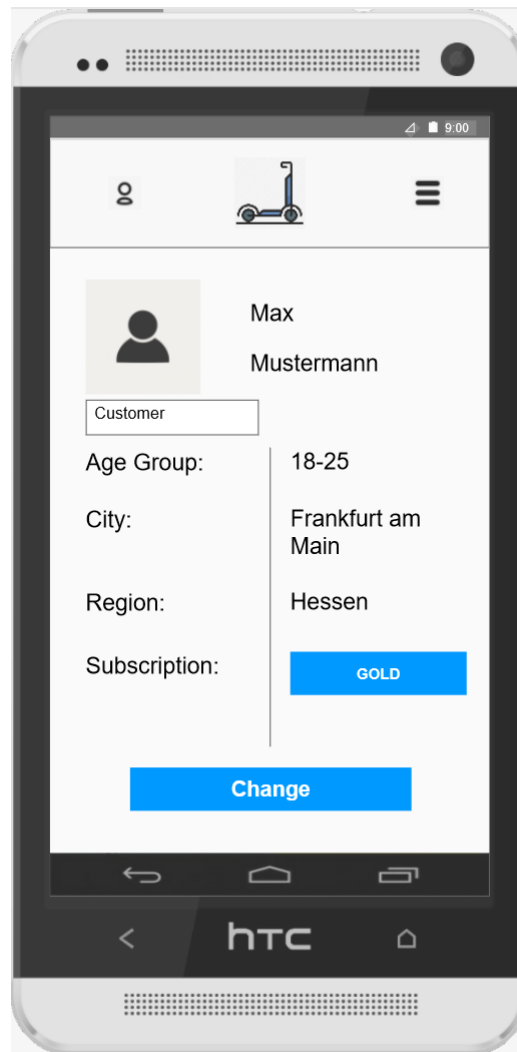 9:00
Max
Mustermann
Customer
Age Group:
18-25
City:
Frankfurt am
Main
Region:
Hessen
Subscription:
GOLD
Change
hTC